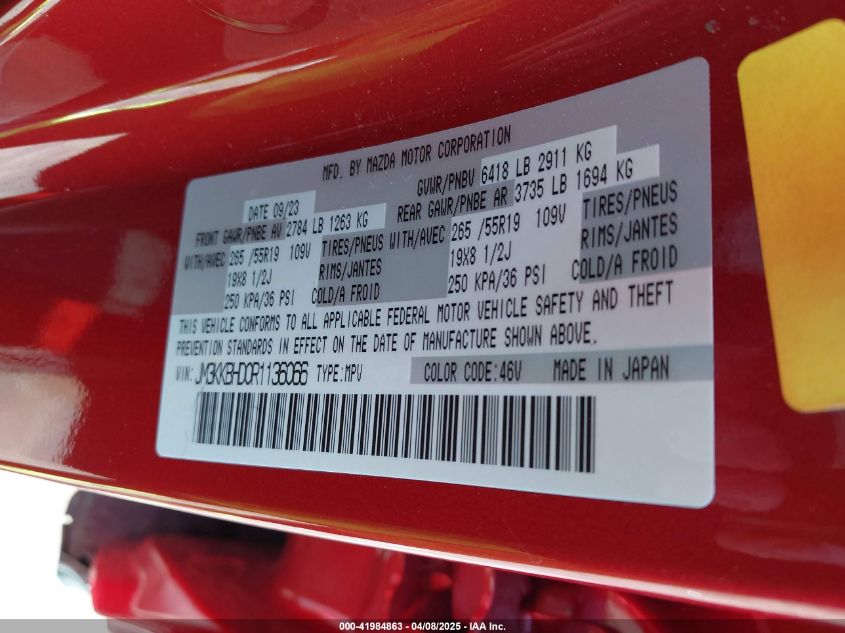 MFD. BY MAZDA MOTOR CORPORATION
DATE 09/23 GVWR/PNBV 6418 LB 2911 KG
FRONT GAWR/PNBE AV 2784 LB 1263 KG REAR GAWR/PNBE AR 3735 LB 1694 KG
WITH/AVEC 265 /55R19 109V TIRES/PNEUS WITH/AVEC 265 /55R19 109V TIRES/PNEUS
19X8 1/2J RIMS/JANTES 19X8 1/2J RIMS/JANTES
250 KPA/36 PSI COLD/A FROID 250 KPA/36 PSI COLD/A FROID
THIS VEHICLE CONFORMS TO ALL APPLICABLE FEDERAL MOTOR VEHICLE SAFETY AND THEFT
PREVENTION STANDARDS IN EFFECT ON THE DATE OF MANUFACTURE SHOWN ABOVE.
VIN: JM3KKBHD0R1136066 TYPE:MPV COLOR CODE:46V MADE IN JAPAN
000-41984863 - 04/08/2025 - IAA Inc.